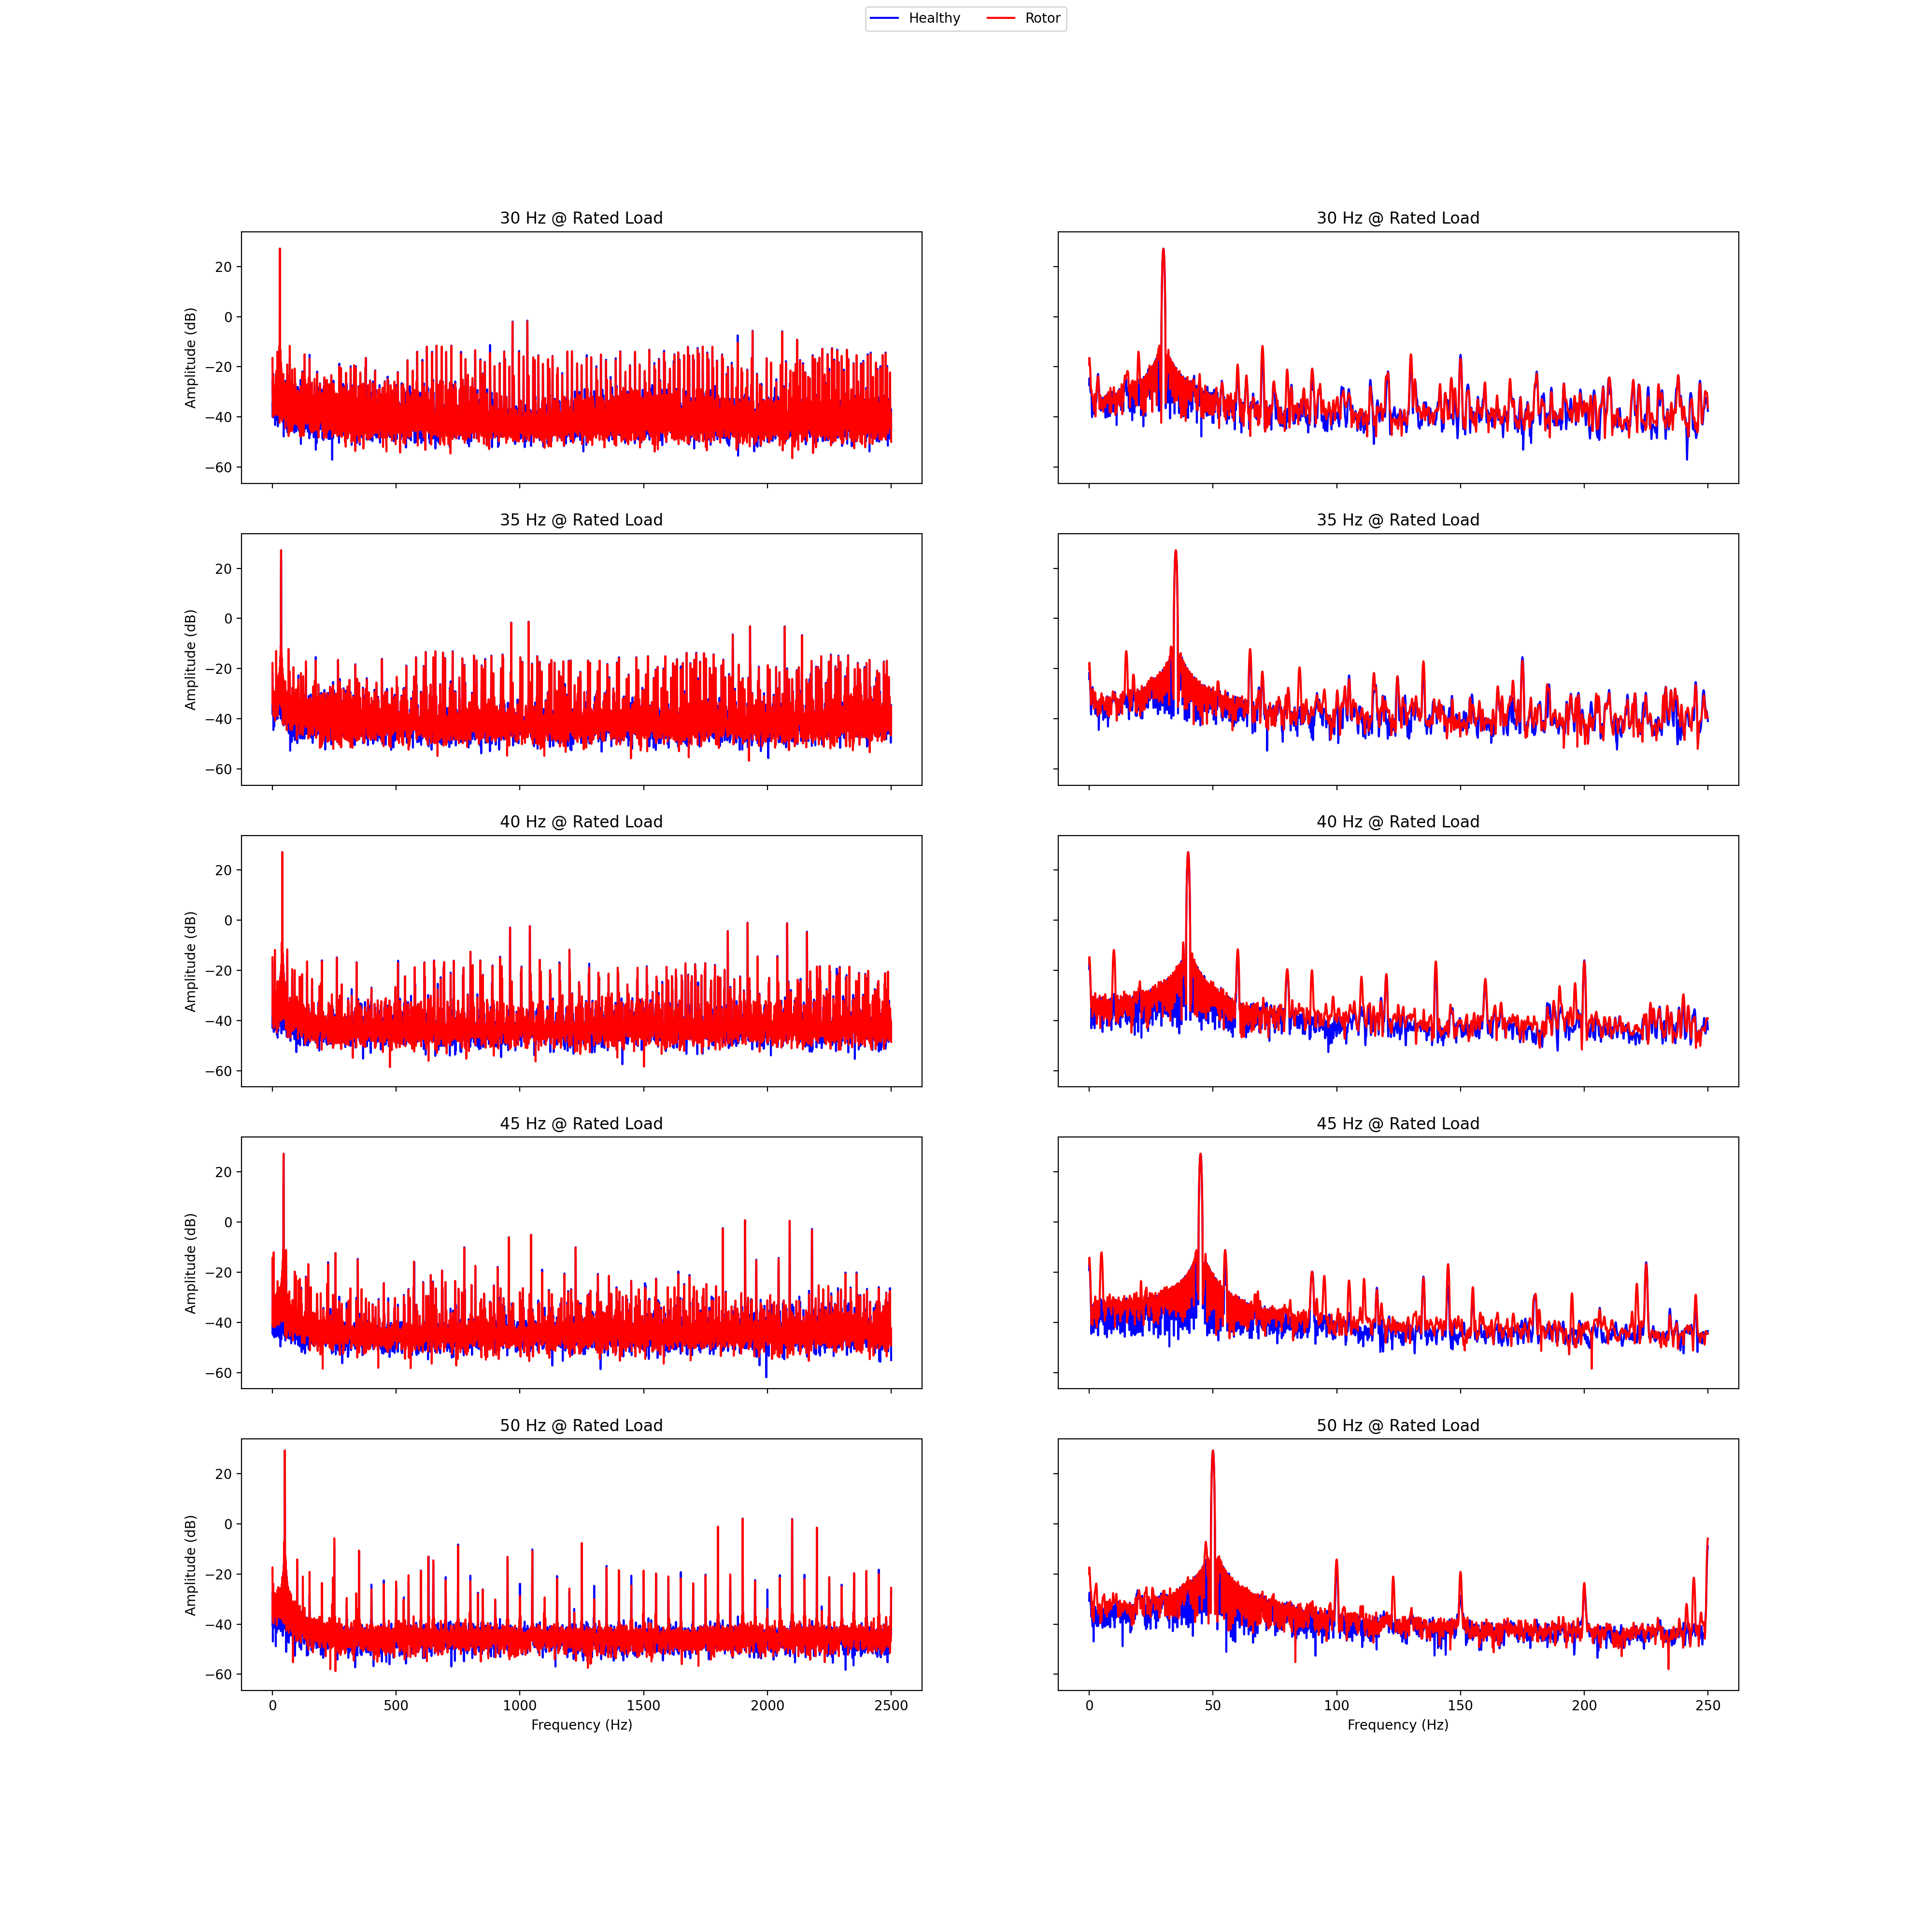 Healthy Rotor
30 Hz @ Rated Load 30 Hz @ Rated Load
20
0
−20
−40
−60
Amplitude (dB)
35 Hz @ Rated Load 35 Hz @ Rated Load
20
0
−20
−40
−60
Amplitude (dB)
40 Hz @ Rated Load 40 Hz @ Rated Load
20
0
−20
−40
−60
Amplitude (dB)
45 Hz @ Rated Load 45 Hz @ Rated Load
20
0
−20
−40
−60
Amplitude (dB)
50 Hz @ Rated Load 50 Hz @ Rated Load
20
0
−20
−40
−60
Amplitude (dB)
0 500 1000 1500 2000 2500 0 50 100 150 200 250
Frequency (Hz) Frequency (Hz)